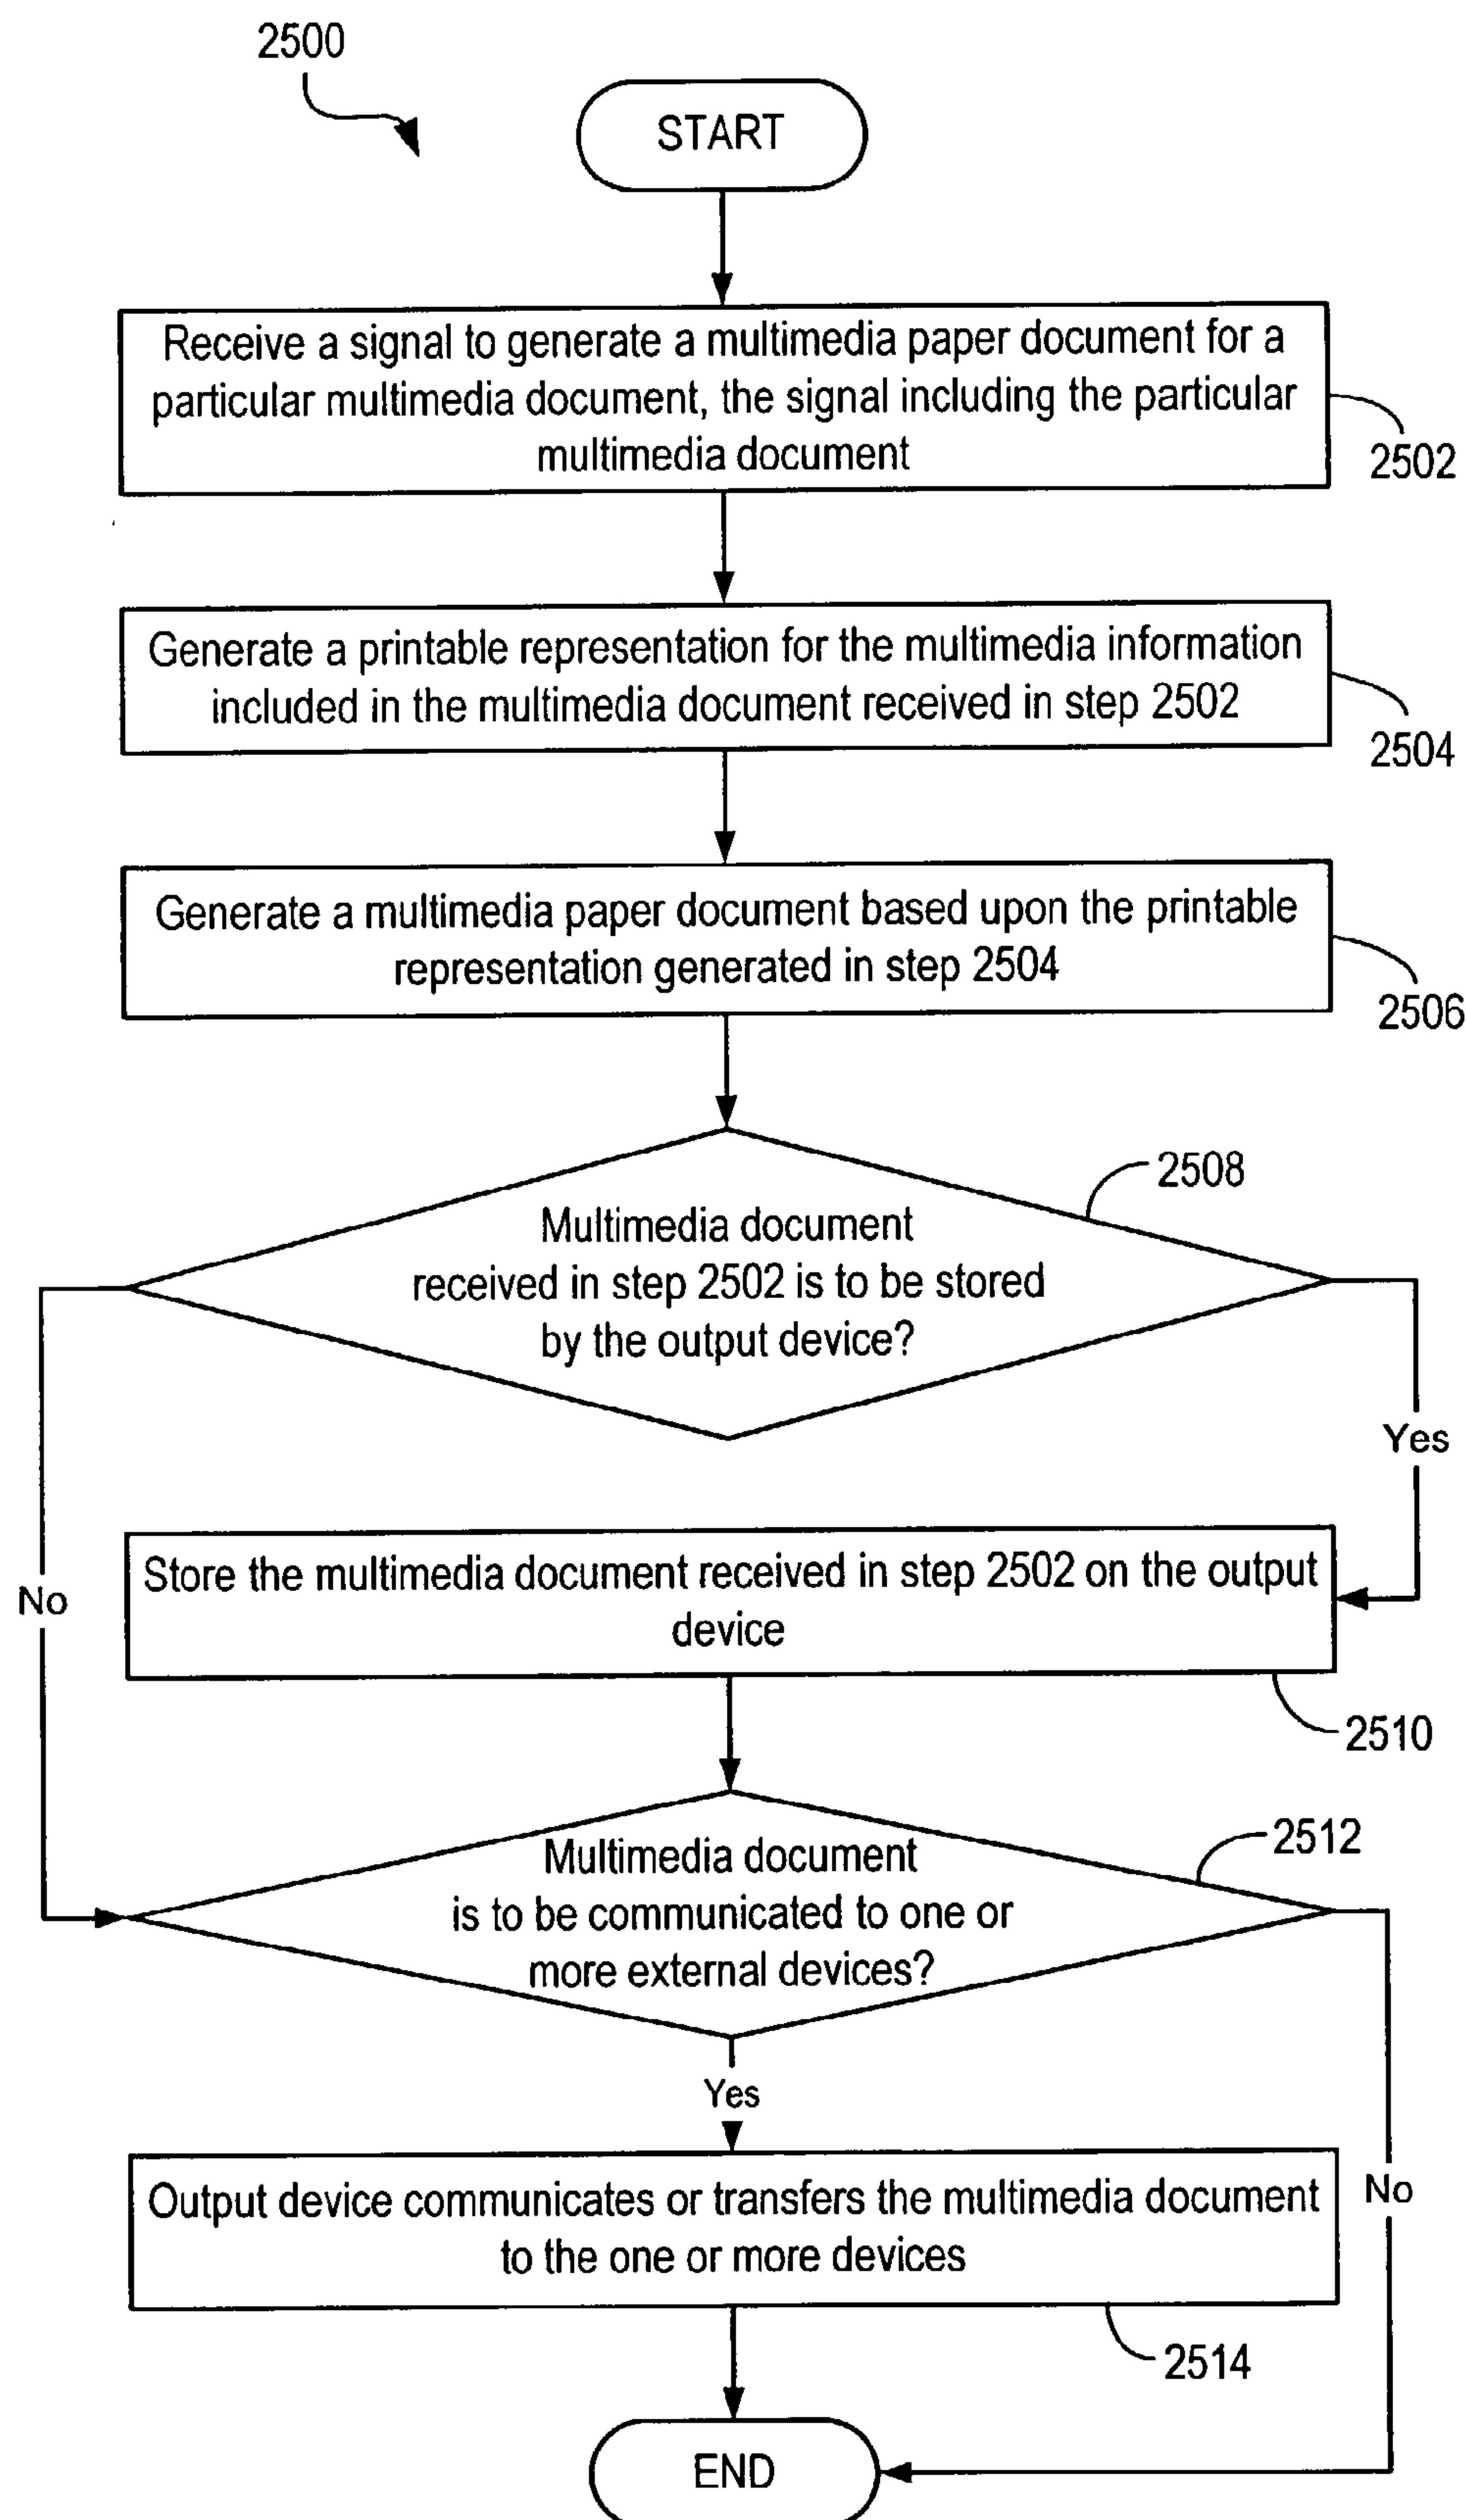 2500
START
Receive a signal to generate a multimedia paper document for a
particular multimedia document, the signal including the particular
multimedia document
2502
Generate a printable representation for the multimedia information
included in the multimedia document received in step 2502
2504
Generate a multimedia paper document based upon the printable
representation generated in step 2504
2506
2508
Multimedia document
received in step 2502 is to be stored
by the output device?
Yes
No
Store the multimedia document received in step 2502 on the output
device
2510
2512
Multimedia document
is to be communicated to one or
more external devices?
Yes
No
Output device communicates or transfers the multimedia document
to the one or more devices
2514
END